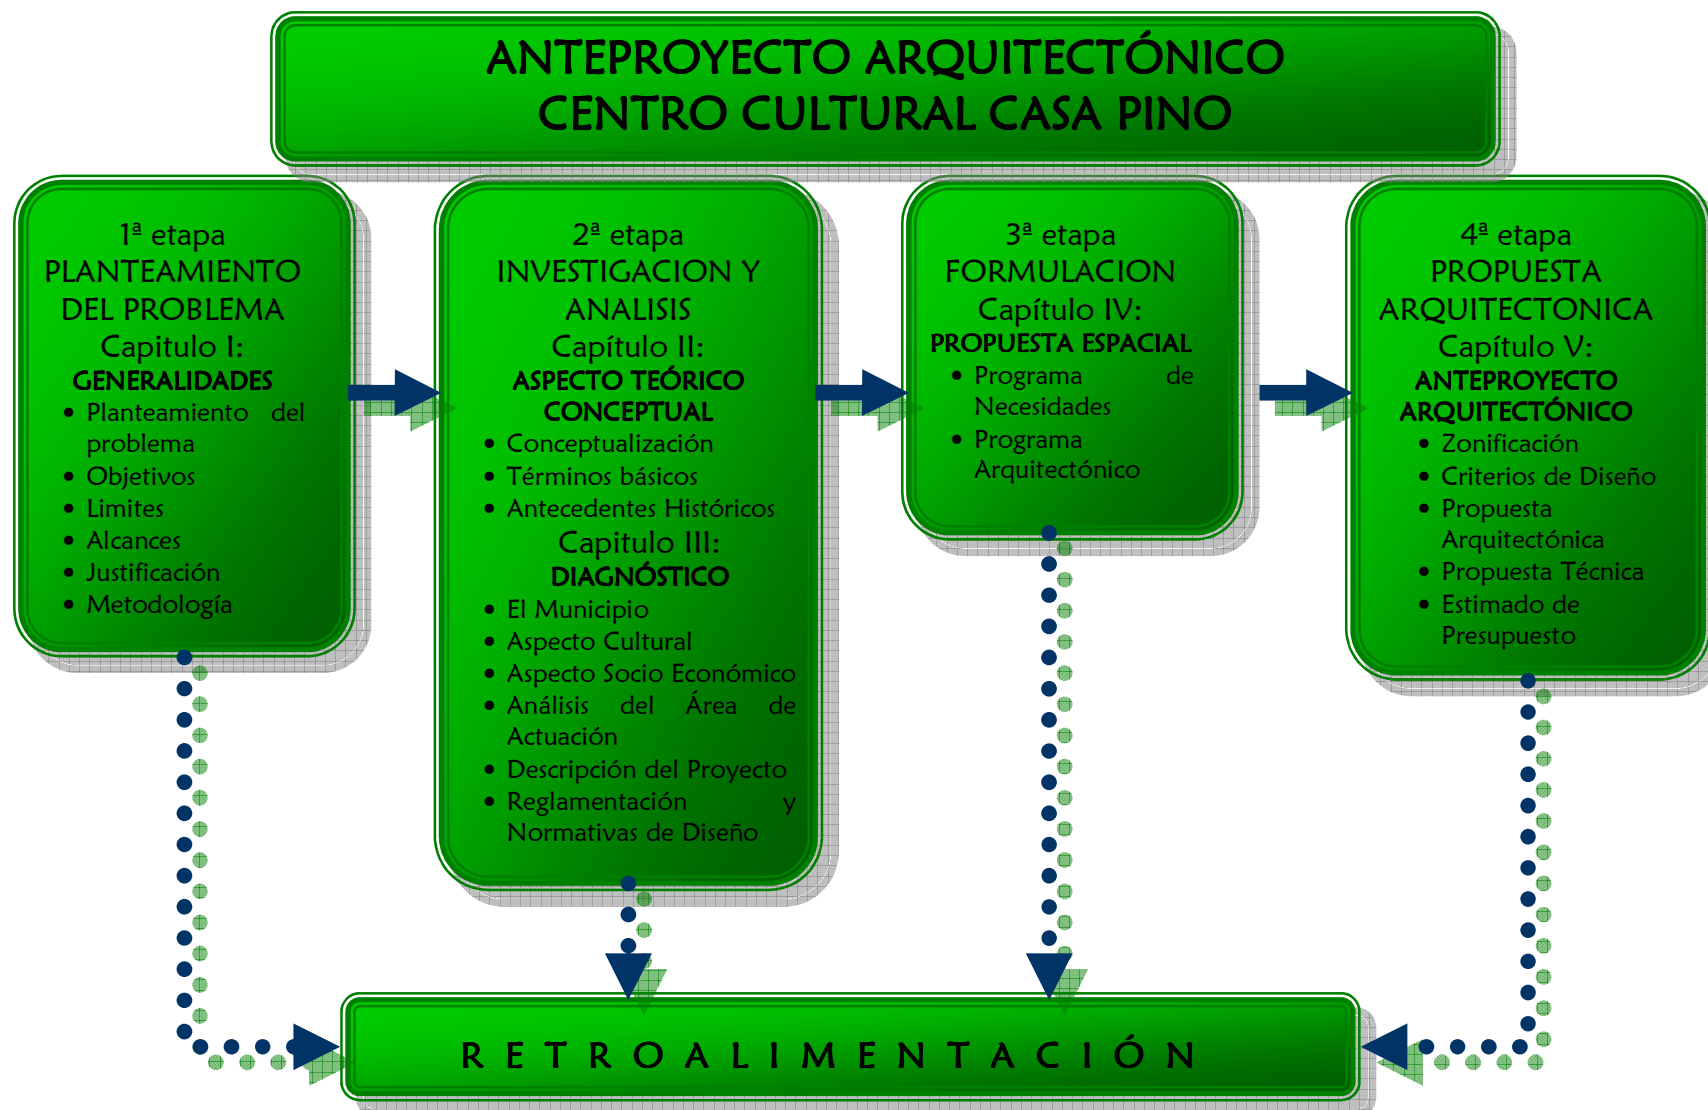 ANTEPROYECTO ARQUITECTÓNICO
CENTRO CULTURAL CASA PINO
1ª etapa
PLANTEAMIENTO
DEL PROBLEMA
Capitulo I:
GENERALIDADES
• Planteamiento del
problema
• Objetivos
• Limites
• Alcances
• Justificación
• Metodología
2ª etapa
INVESTIGACION Y
ANALISIS
Capítulo II:
ASPECTO TEÓRICO
CONCEPTUAL
• Conceptualización
• Términos básicos
• Antecedentes Históricos
Capitulo III:
DIAGNÓSTICO
• El Municipio
• Aspecto Cultural
• Aspecto Socio Económico
• Análisis del Área de
Actuación
• Descripción del Proyecto
• Reglamentación y
Normativas de Diseño
3ª etapa
FORMULACION
Capítulo IV:
PROPUESTA ESPACIAL
• Programa de
Necesidades
• Programa
Arquitectónico
4ª etapa
PROPUESTA
ARQUITECTONICA
Capítulo V:
ANTEPROYECTO
ARQUITECTÓNICO
• Zonificación
• Criterios de Diseño
• Propuesta
Arquitectónica
• Propuesta Técnica
• Estimado de
Presupuesto
R E T R O A L I M E N T A C I Ó N